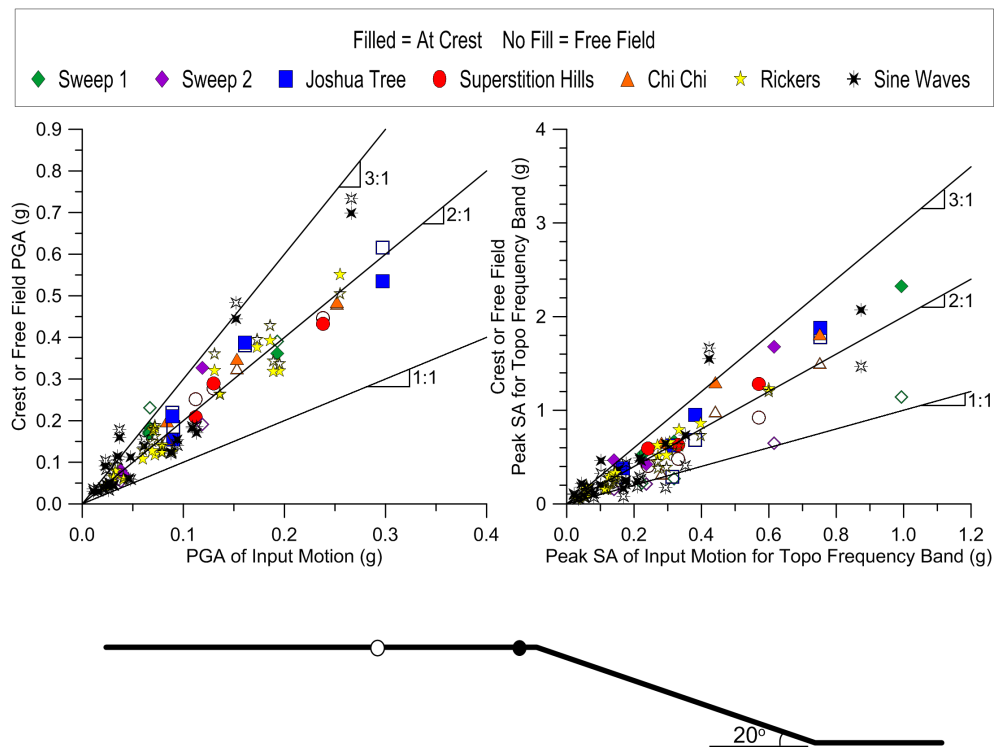 Filled = At Crest No Fill = Free Field
Sweep 1 Sweep 2 Joshua Tree Superstition Hills Chi Chi Rickers Sine Waves
Crest or Free Field PGA (g)
0.9
0.8
0.7
0.6
0.5
0.4
0.3
0.2
0.1
0.0
3:1
2:1
1:1
0.0 0.1 0.2 0.3 0.4
PGA of Input Motion (g)
Crest or Free Field
Peak SA for Topo Frequency Band (g)
4
3
2
1
0
3:1
2:1
1:1
0.0 0.2 0.4 0.6 0.8 1.0 1.2
Peak SA of Input Motion for Topo Frequency Band (g)
20°